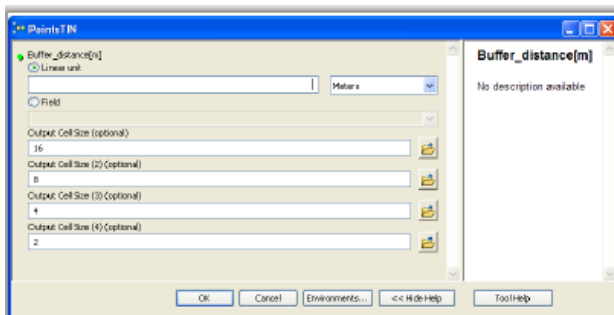 PointsTIN
Buffer_distance[m]
Linear unit
Meters
Field
Output Cell Size (optional)
16
Output Cell Size (2) (optional)
8
Output Cell Size (3) (optional)
4
Output Cell Size (4) (optional)
2
OK
Cancel
Environments...
<< Hide Help
Tool Help
Buffer_distance[m]
No description available